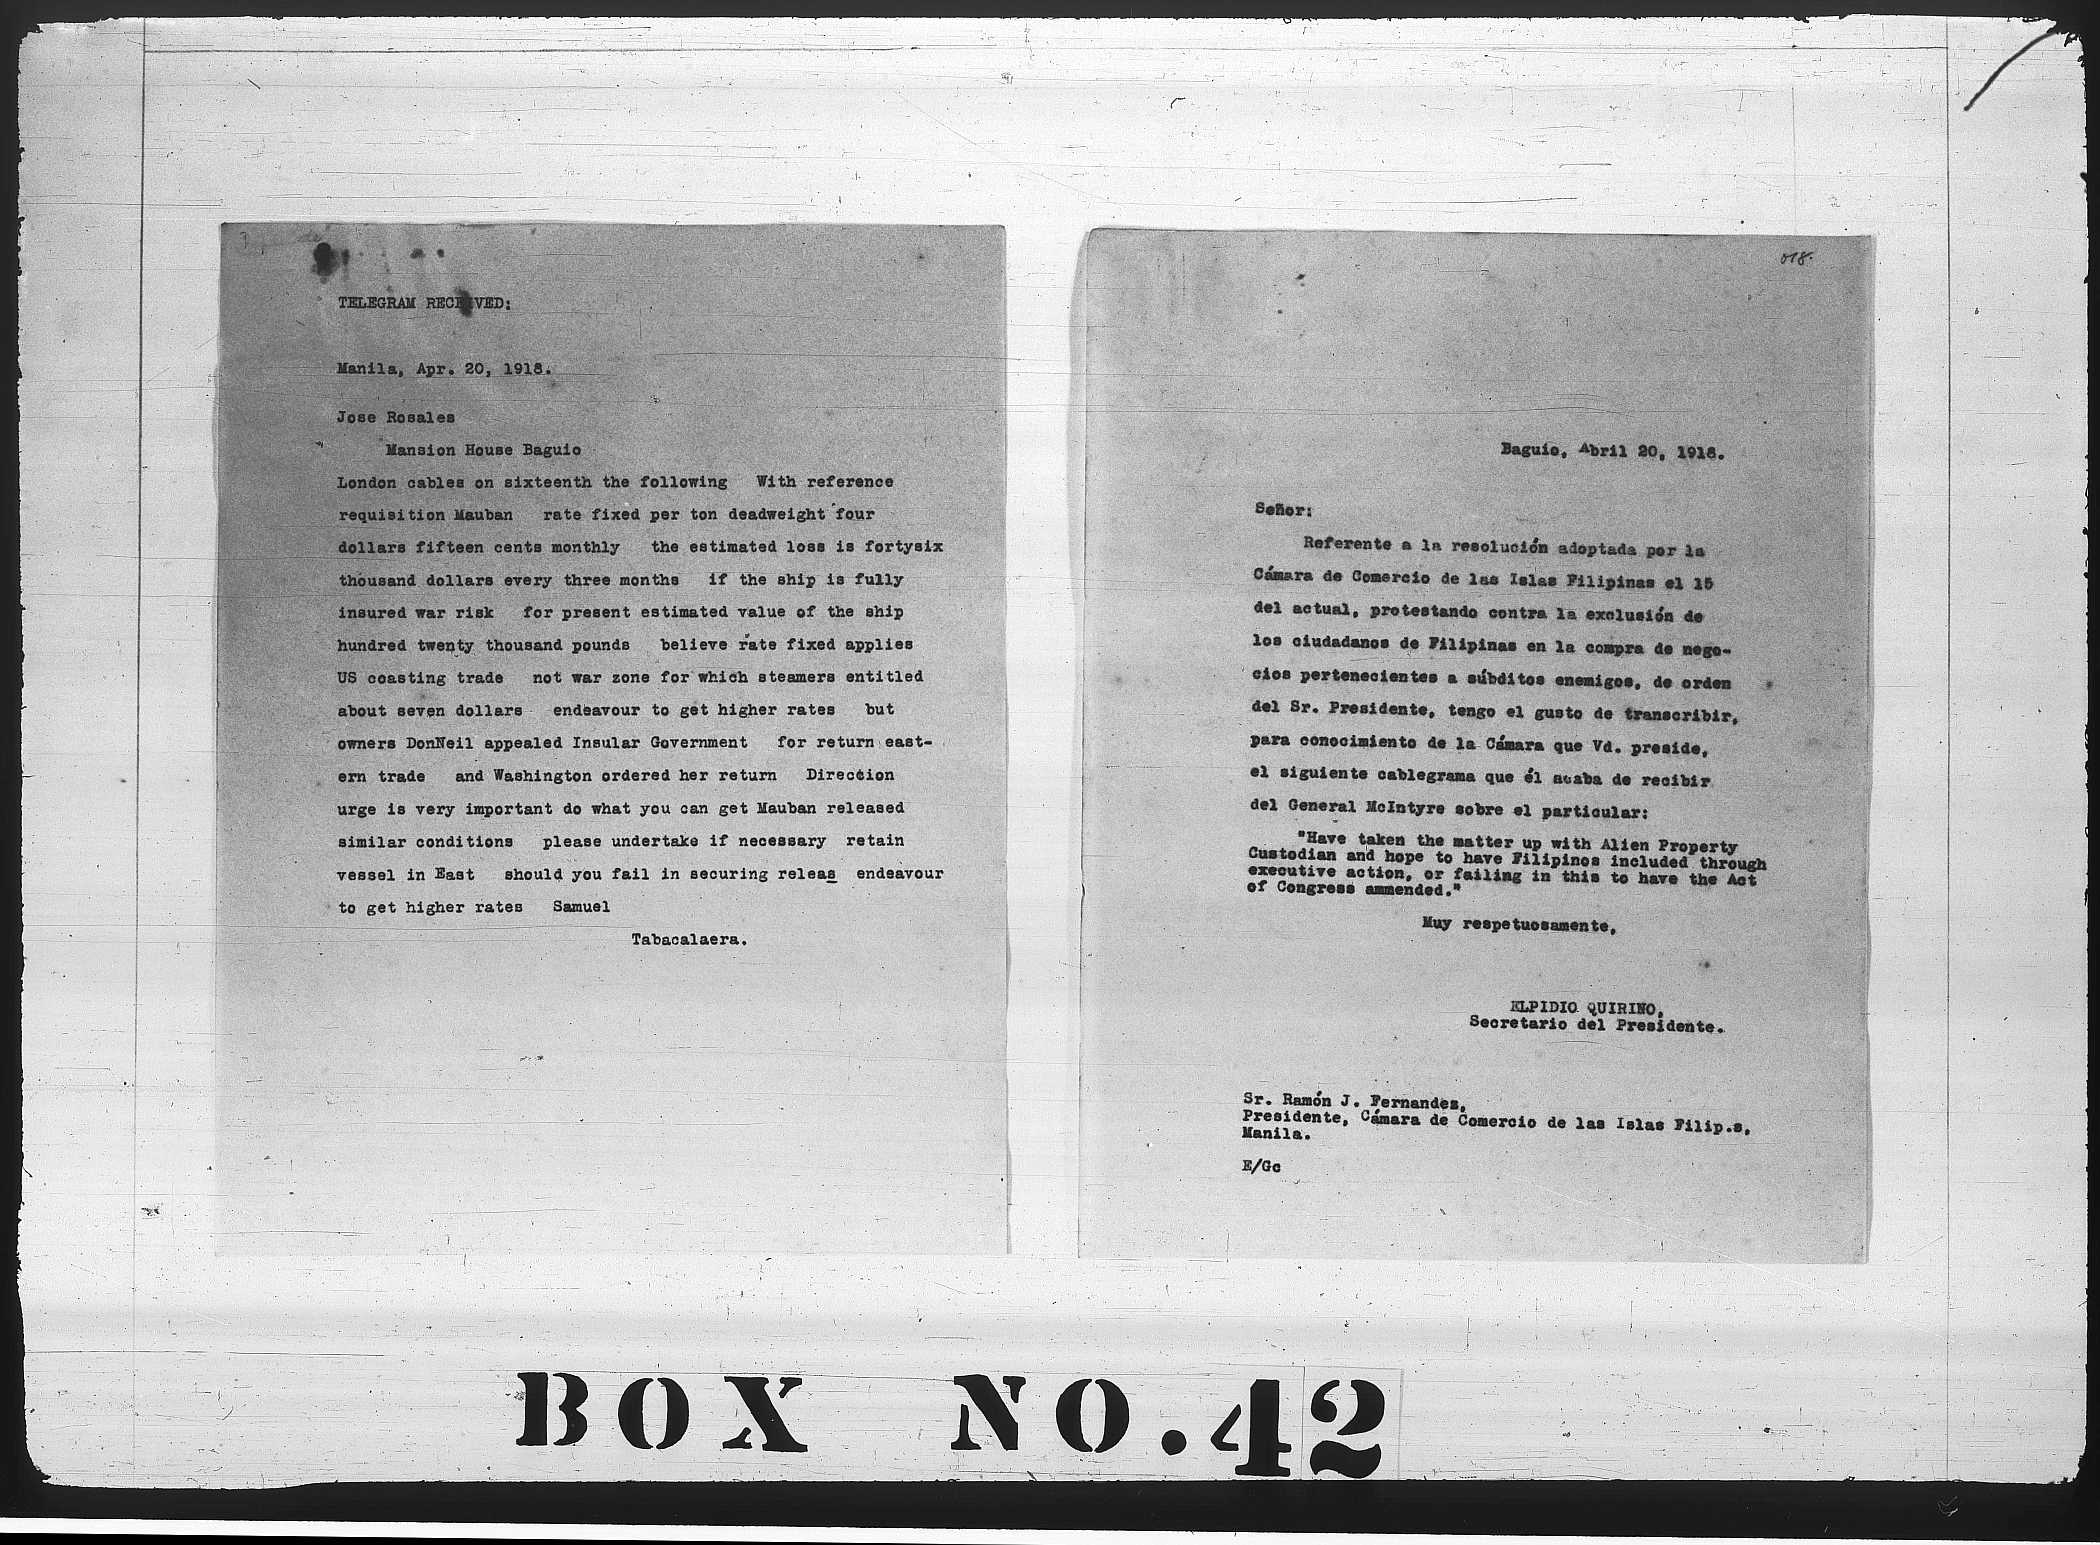 TELEGRAM RECEIVED:
Manila, Apr. 20, 1918.
Jose Rosales
Mansion House Baguio
London cables on sixteenth the following With reference
requisition Mauban rate fixed per ton deadweight four
dollars fifteen cents monthly the estimated loss is fortysix
thousand dollars every three months if the ship is fully
insured war risk for present estimated value of the ship
hundred twenty thousand pounds believe rate fixed applies
US coasting trade not war zone for which steamers entitled
about seven dollars endeavour to get higher rates but
owners DonNeil appealed Insular Government for return east-
ern trade and Washington ordered her return Direction
urge is very important do what you can get Mauban released
similar conditions please undertake if necessary retain
vessel in East should you fail in securing releas endeavour
to get higher rates Samuel
Tabacalaera.
018.
Baguio, Abril 20, 1918.
Señor:
Referente a la resolución adoptada por la
Cámara de Comercio de las Islas Filipinas el 15
del actual, protestando contra la exclusión de
los ciudadanos de Filipinas en la compra de nego-
cios pertenecientes a súbditos enemigos, de orden
del Sr. Presidente, tengo el gusto de transcribir,
para conocimiento de la Cámara que Vd. preside,
el siguiente cablegrama que él acaba de recibir
del General McIntyre sobre el particular:
"Have taken the matter up with Alien Property
Custodian and hope to have Filipinos included through
executive action, or failing in this to have the Act
of Congress ammended."
Muy respetuosamente,
ELPIDIO QUIRINO,
Secretario del Presidente.
Sr. Ramón J. Fernandez,
Presidente, Cámara de Comercio de las Islas Filip.s,
Manila.
E/Gc
BOX NO.42